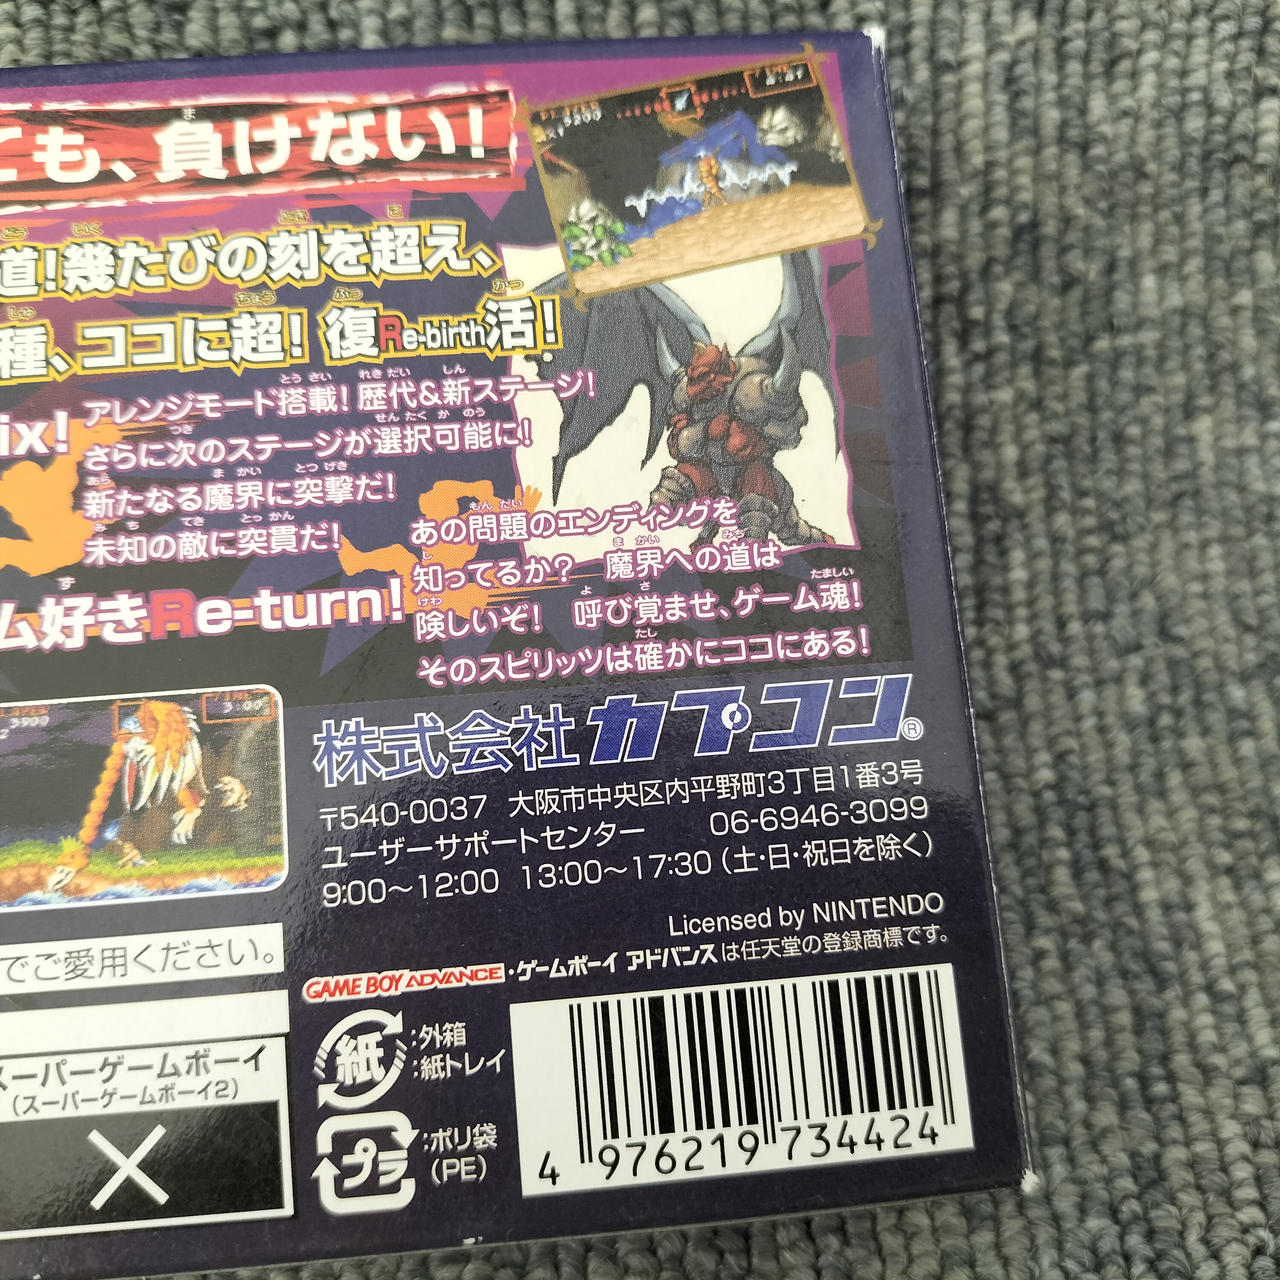 ても、負けない!
道!幾たびの刻を超え、
種、ココに超!復Re-birth活!
ix!
アレンジモード搭載!歴代&新ステージ!
さらに次のステージが選択可能に!
新たなる魔界に突撃だ!
未知の敵に突貫だ!
ム好きRe-turn!
あの問題のエンディングを
知ってるか? 魔界への道は
険しいぞ! 呼び覚ませ、ゲーム魂!
そのスピリッツは確かにココにある!
株式会社カプコン®
〒540-0037 大阪市中央区内平野町3丁目1番3号
ユーザーサポートセンター 06-6946-3099
9:00～12:00 13:00～17:30(土・日・祝日を除く)
Licensed by NINTENDO
GAME BOY ADVANCE・ゲームボーイ アドバンスは任天堂の登録商標です。
でご愛用ください。
スーパーゲームボーイ
(スーパーゲームボーイ2)
×
紙:外箱
:紙トレイ
プラ:ポリ袋
(PE)
4 976219 734424